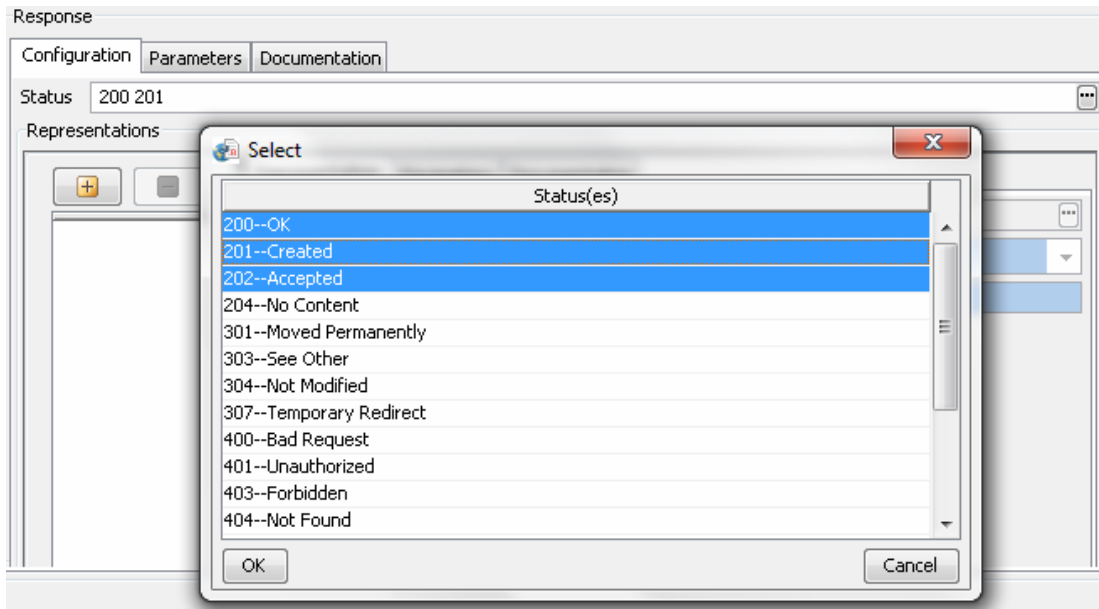 Response
Configuration Parameters Documentation
Status 200 201
Representations
Select
Status(es)
200--OK
201--Created
202--Accepted
204--No Content
301--Moved Permanently
303--See Other
304--Not Modified
307--Temporary Redirect
400--Bad Request
401--Unauthorized
403--Forbidden
404--Not Found
OK Cancel